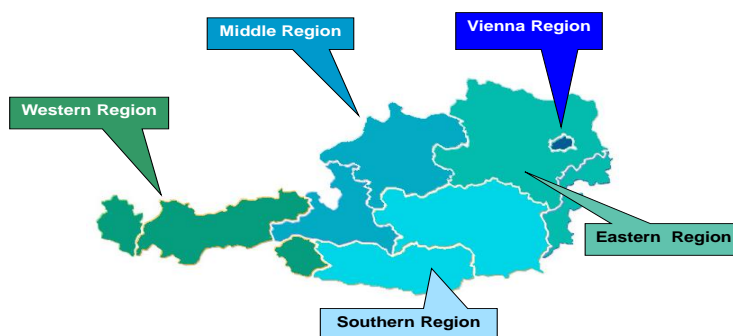 Vienna Region
Middle Region
Western Region
Eastern Region
Southern Region